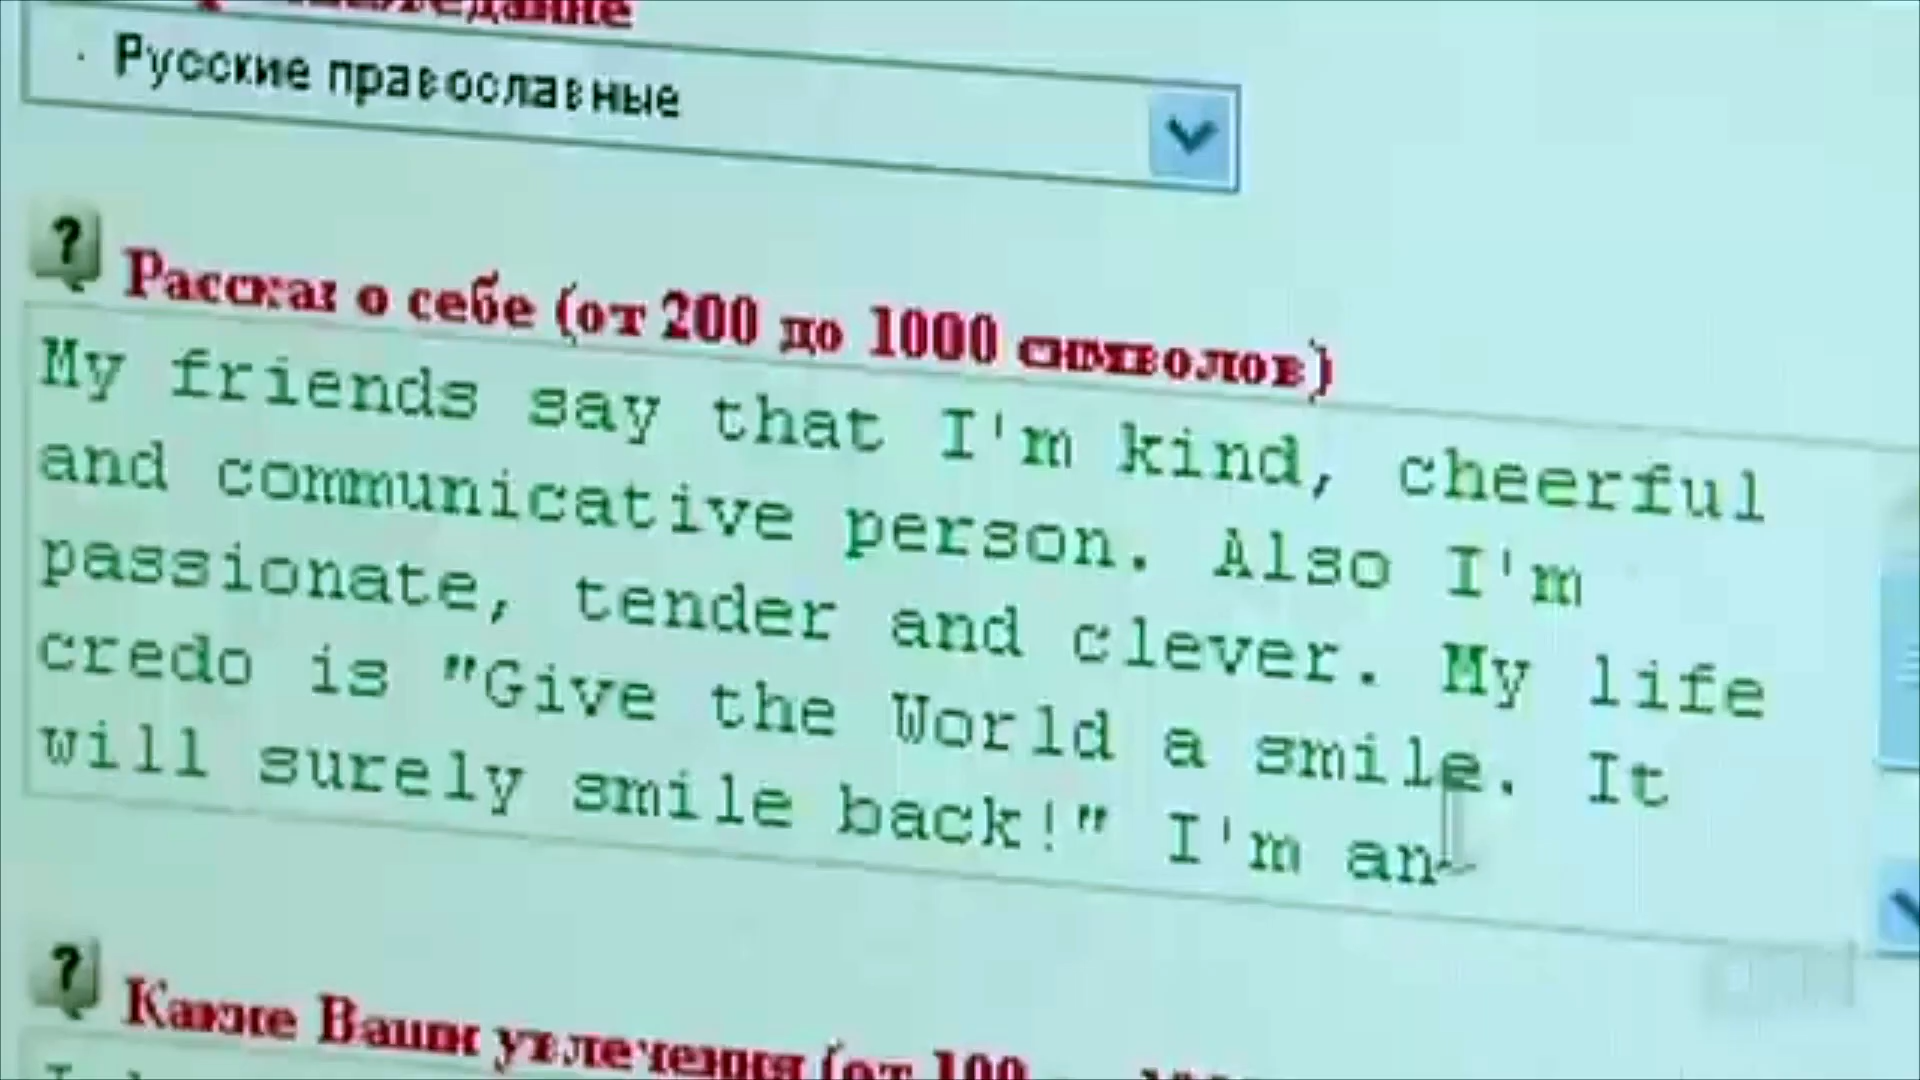 Русские православные
Рассказ о себе (от 200 до 1000 символов)
My friends say that I'm kind, cheerful
and communicative person. Also I'm
passionate, tender and clever. My life
credo is "Give the World a smile. It
will surely smile back!" I'm an
Какие Ваши увлечения (от 100